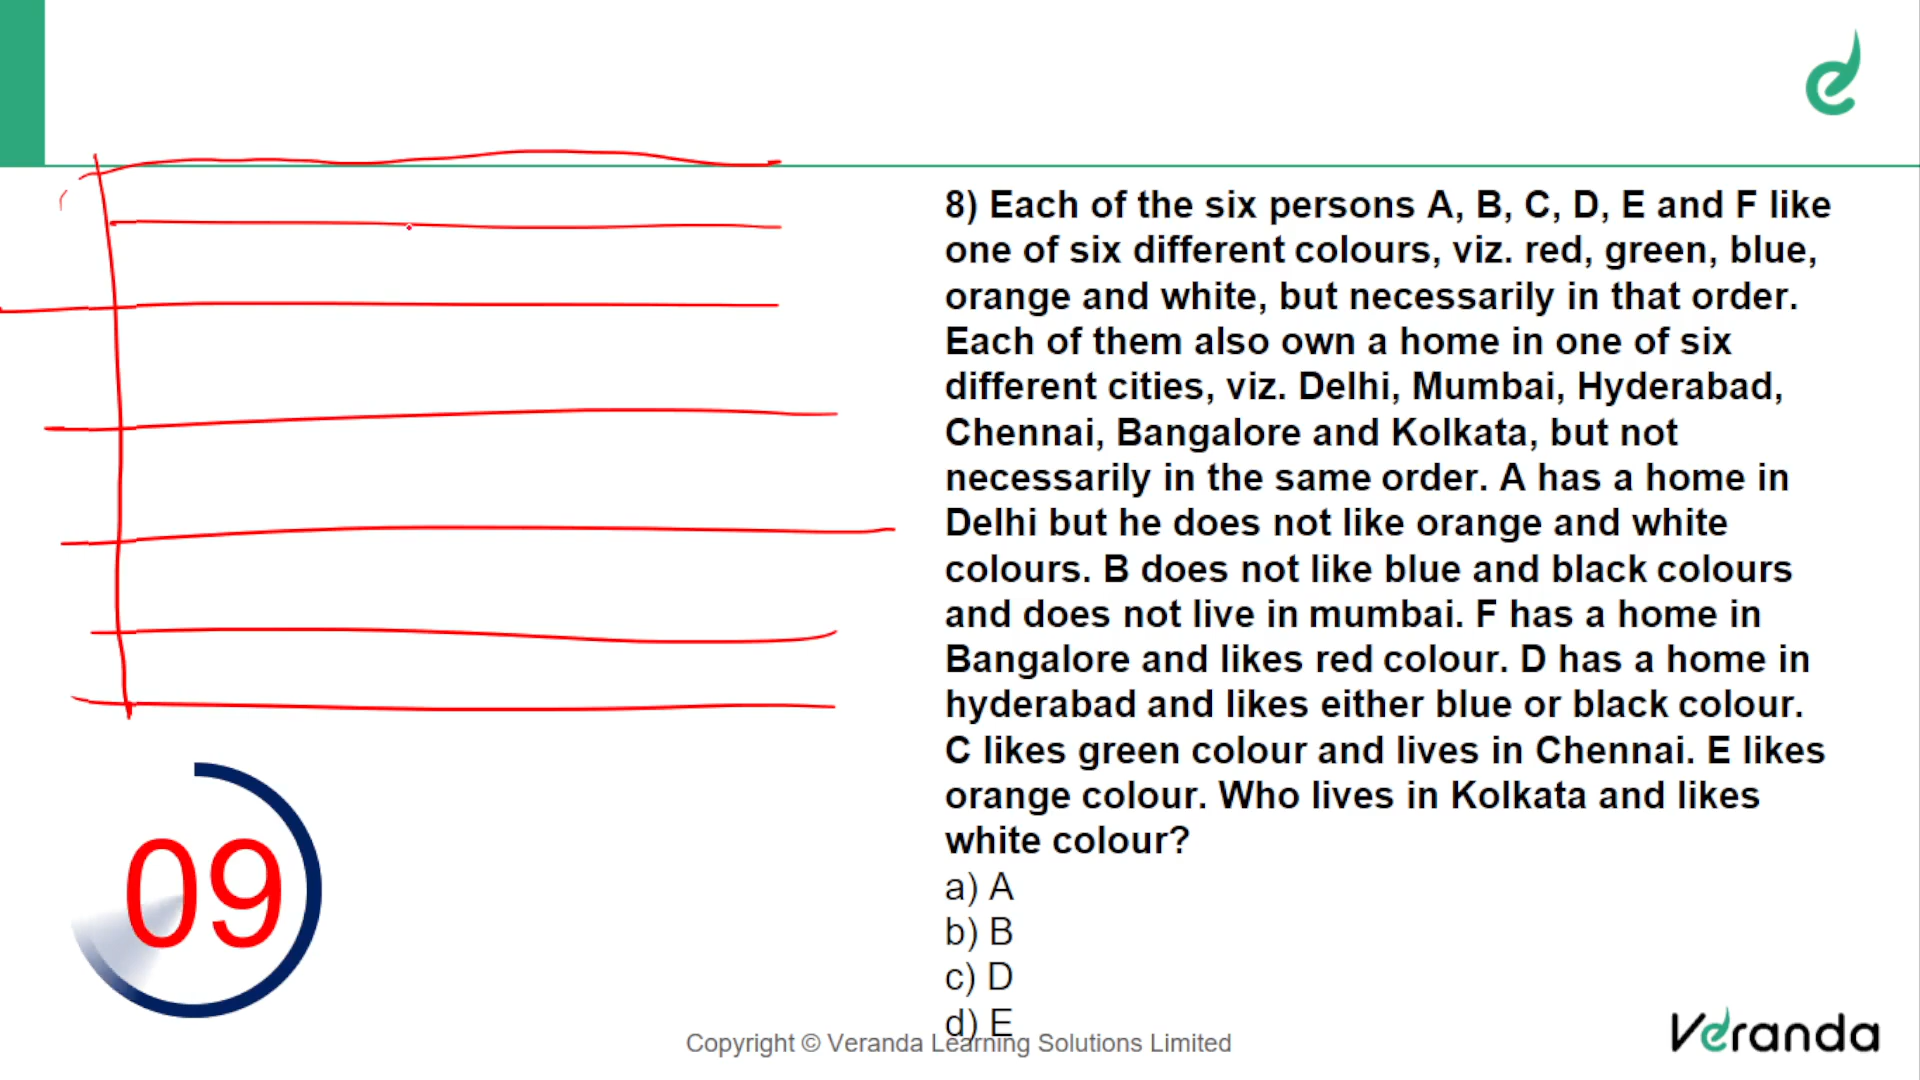 8) Each of the six persons A, B, C, D, E and F like
one of six different colours, viz. red, green, blue,
orange and white, but necessarily in that order.
Each of them also own a home in one of six
different cities, viz. Delhi, Mumbai, Hyderabad,
Chennai, Bangalore and Kolkata, but not
necessarily in the same order. A has a home in
Delhi but he does not like orange and white
colours. B does not like blue and black colours
and does not live in mumbai. F has a home in
Bangalore and likes red colour. D has a home in
hyderabad and likes either blue or black colour.
C likes green colour and lives in Chennai. E likes
orange colour. Who lives in Kolkata and likes
white colour?
a) A
b) B
c) D
d) E
09
Copyright © Veranda Learning Solutions Limited
Veranda